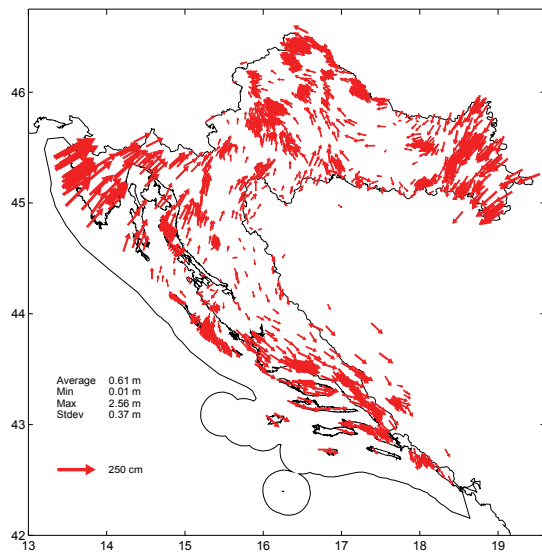 46
45
44
43
42
Average 0.61 m
Min 0.01 m
Max 2.56 m
Stdev 0.37 m
250 cm
13 14 15 16 17 18 19